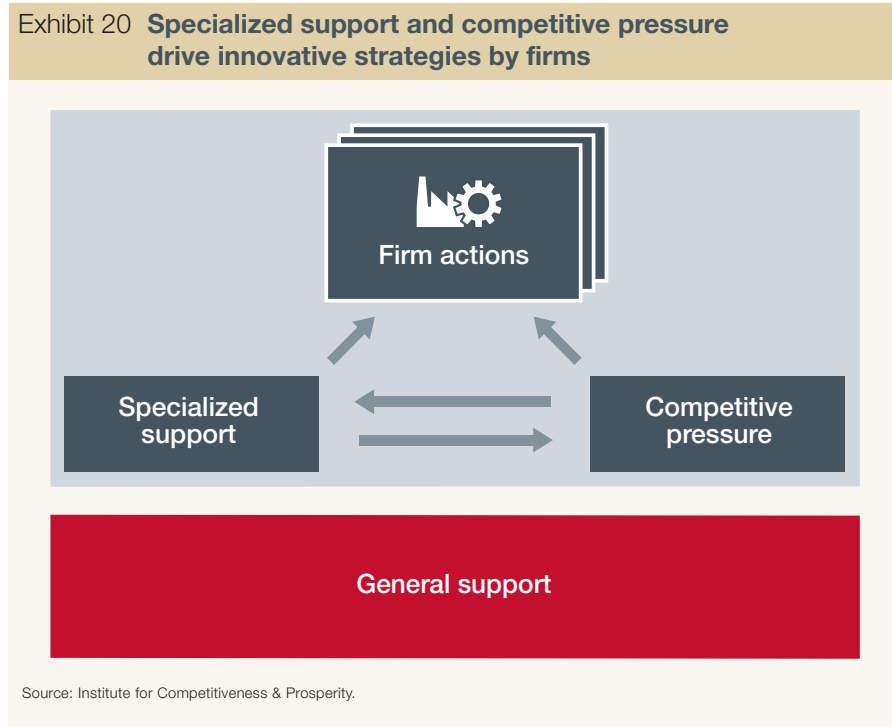 Exhibit 20 Specialized support and competitive pressure
drive innovative strategies by firms
Firm actions
Specialized
support
Competitive
pressure
General support
Source: Institute for Competitiveness & Prosperity.